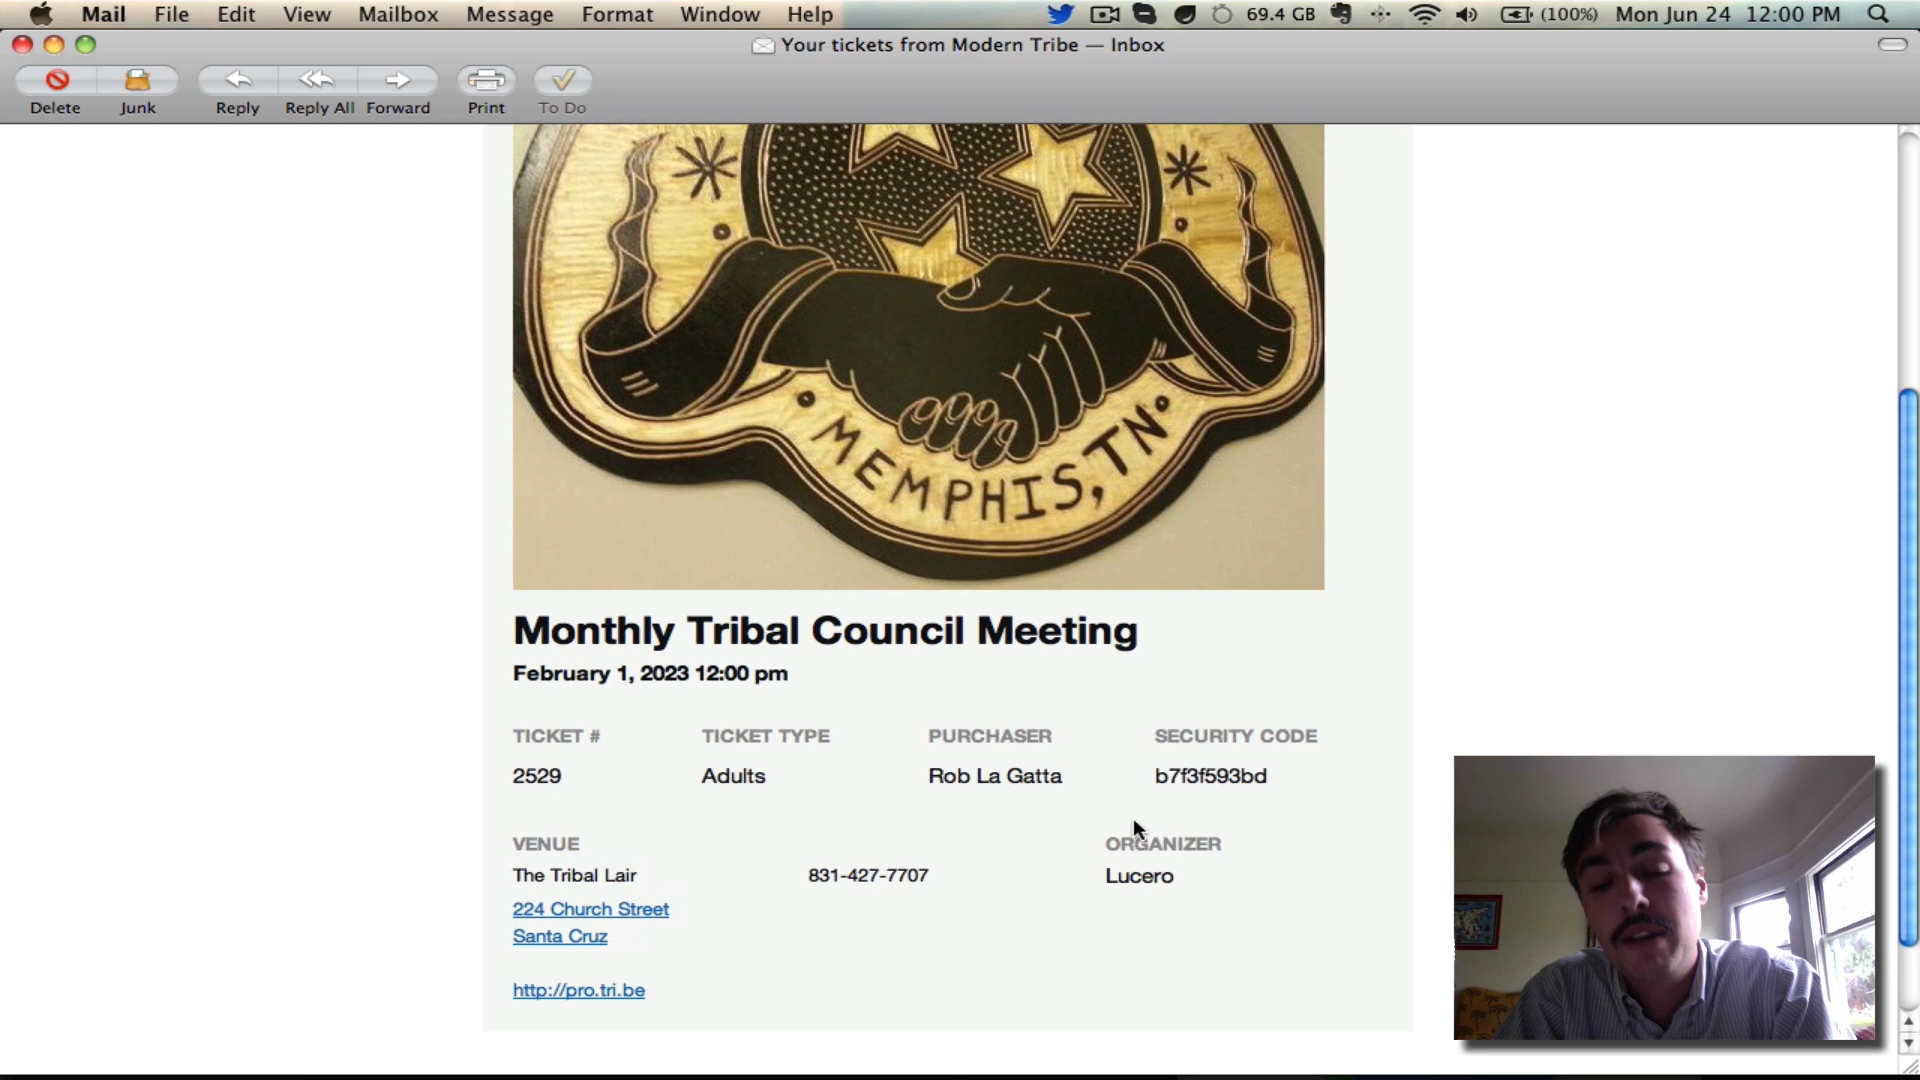 Mail File Edit View Mailbox Message Format Window Help 69.4 GB (100%) Mon Jun 24 12:00 PM
Your tickets from Modern Tribe — Inbox
Delete Junk Reply Reply All Forward Print To Do
MEMPHIS, TN
Monthly Tribal Council Meeting
February 1, 2023 12:00 pm
TICKET # TICKET TYPE PURCHASER SECURITY CODE
2529 Adults Rob La Gatta b7f3f593bd
VENUE ORGANIZER
The Tribal Lair 831-427-7707 Lucero
224 Church Street
Santa Cruz
http://pro.tri.be